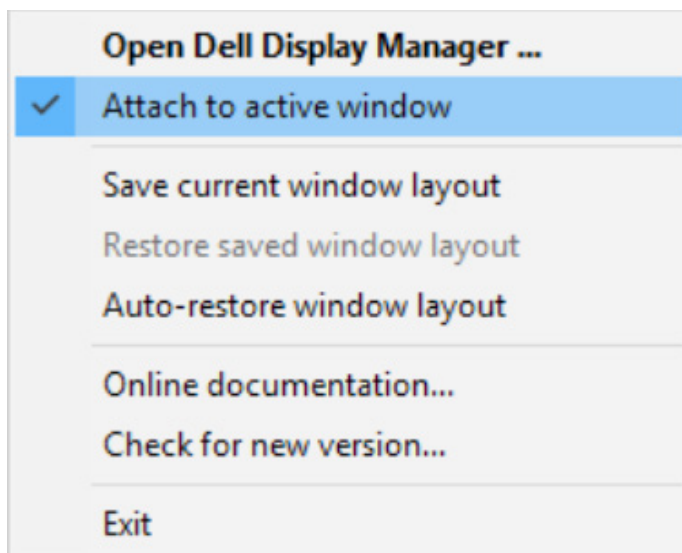 Open Dell Display Manager ...
Attach to active window
Save current window layout
Restore saved window layout
Auto-restore window layout
Online documentation...
Check for new version...
Exit